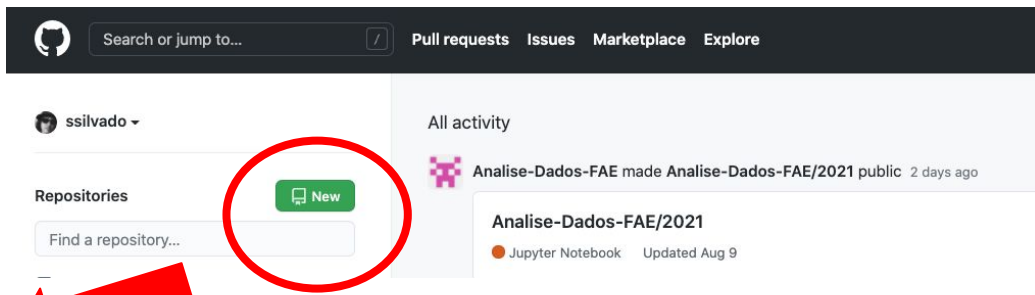 Search or jump to... /
Pull requests Issues Marketplace Explore
ssilvado
Repositories
New
Find a repository...
All activity
Analise-Dados-FAE made Analise-Dados-FAE/2021 public 2 days ago
Analise-Dados-FAE/2021
Jupyter Notebook Updated Aug 9